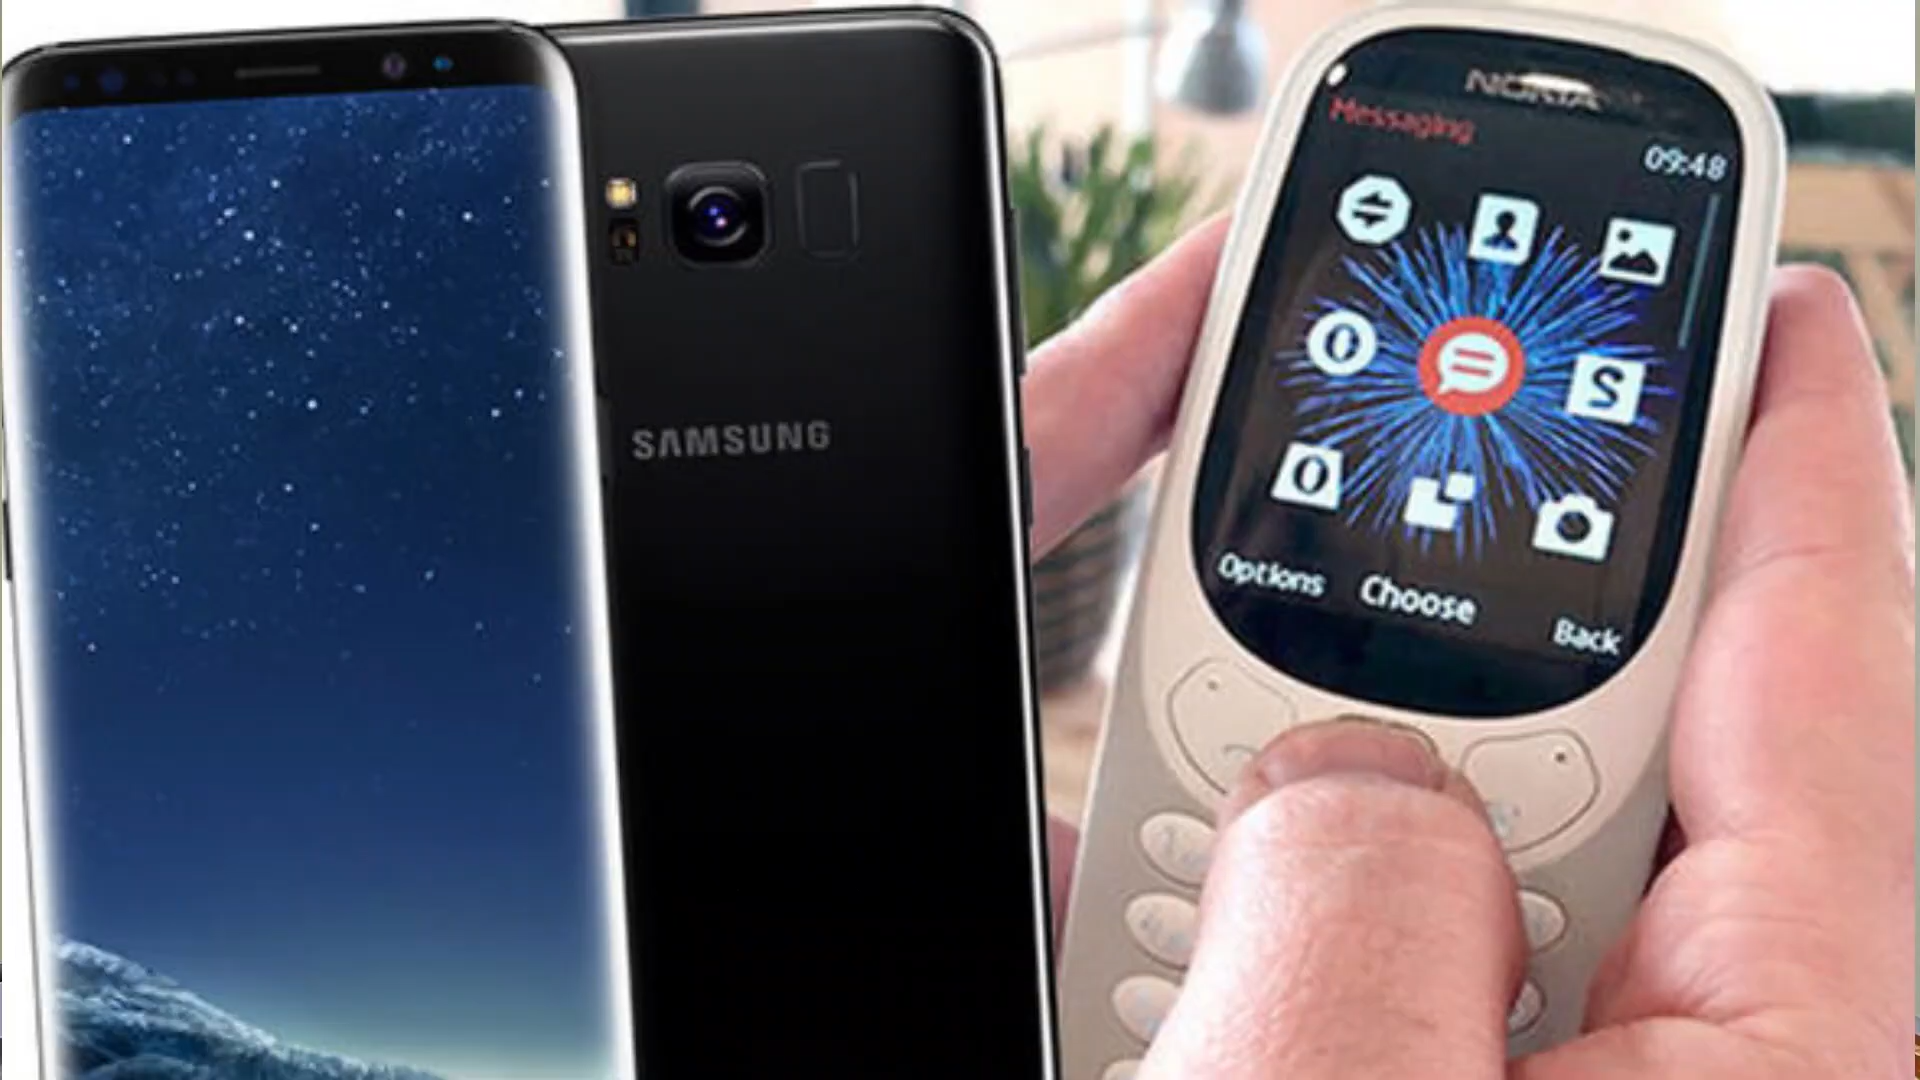 SAMSUNG
NOKIA
Messaging
09:48
Options Choose Back